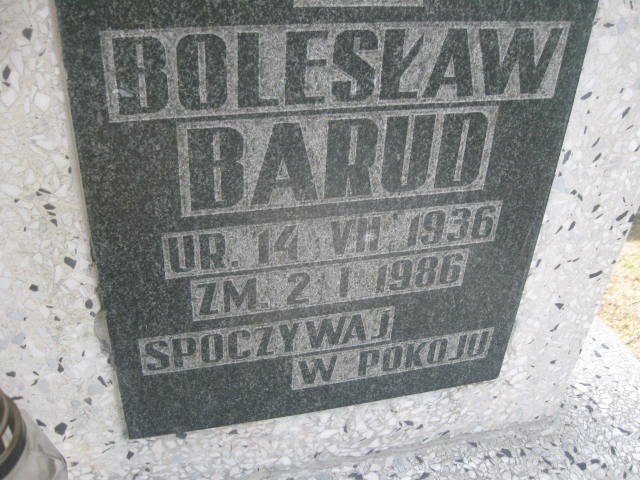 BOLESŁAW
BARUD
UR. 14 VII 1936
ZM. 2 I 1986
SPOCZYWAJ
W POKOJU